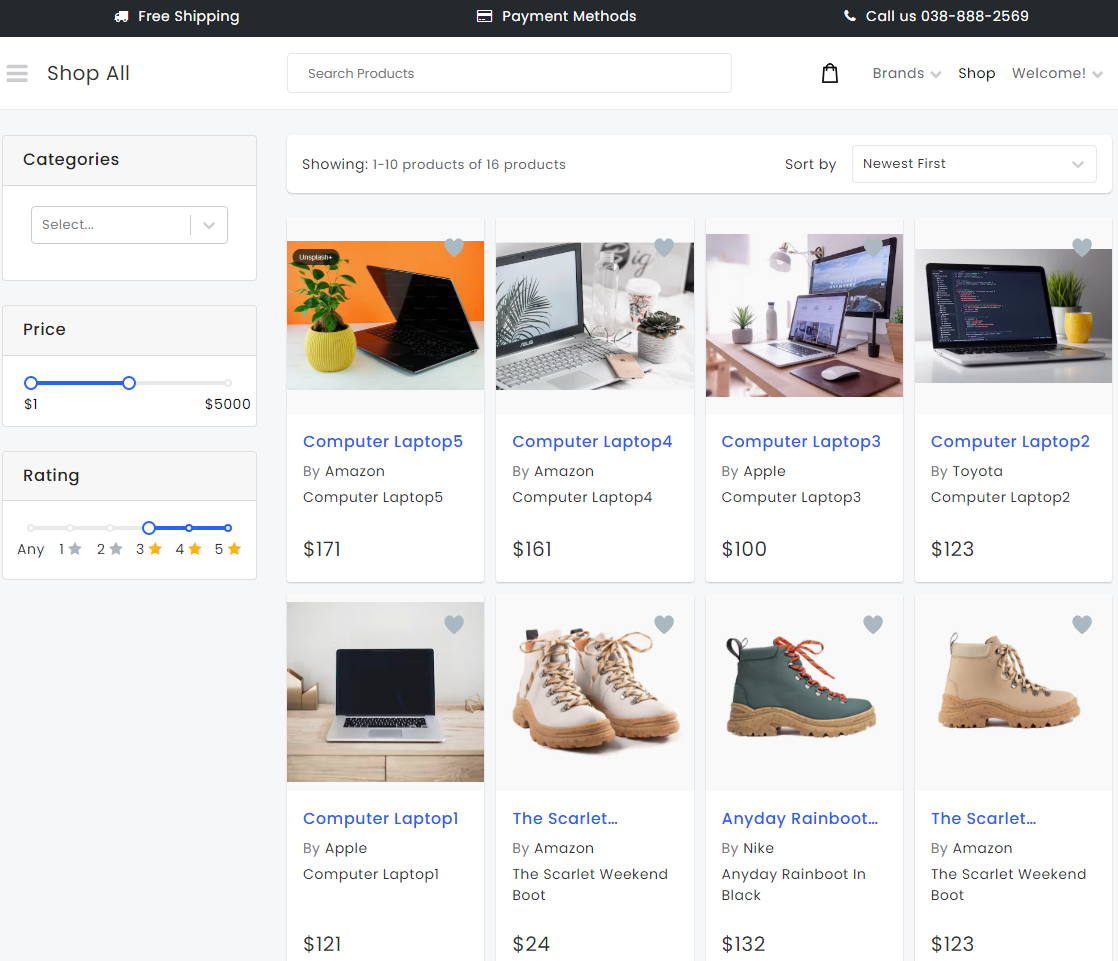 Free Shipping
Payment Methods
Call us 038-888-2569
Shop All
Search Products
Brands
Shop
Welcome!
Categories
Select...
Price
$1
$5000
Rating
Any 1 2 3 4 5
Showing: 1-10 products of 16 products
Sort by
Newest First
Unsplash+
Computer Laptop5
By Amazon
Computer Laptop5
$171
big
ASUS
Computer Laptop4
By Amazon
Computer Laptop4
$161
Computer Laptop3
By Apple
Computer Laptop3
$100
Computer Laptop2
By Toyota
Computer Laptop2
$123
Computer Laptop1
By Apple
Computer Laptop1
$121
The Scarlet...
By Amazon
The Scarlet Weekend
Boot
$24
Anyday Rainboot...
By Nike
Anyday Rainboot In
Black
$132
The Scarlet...
By Amazon
The Scarlet Weekend
Boot
$123